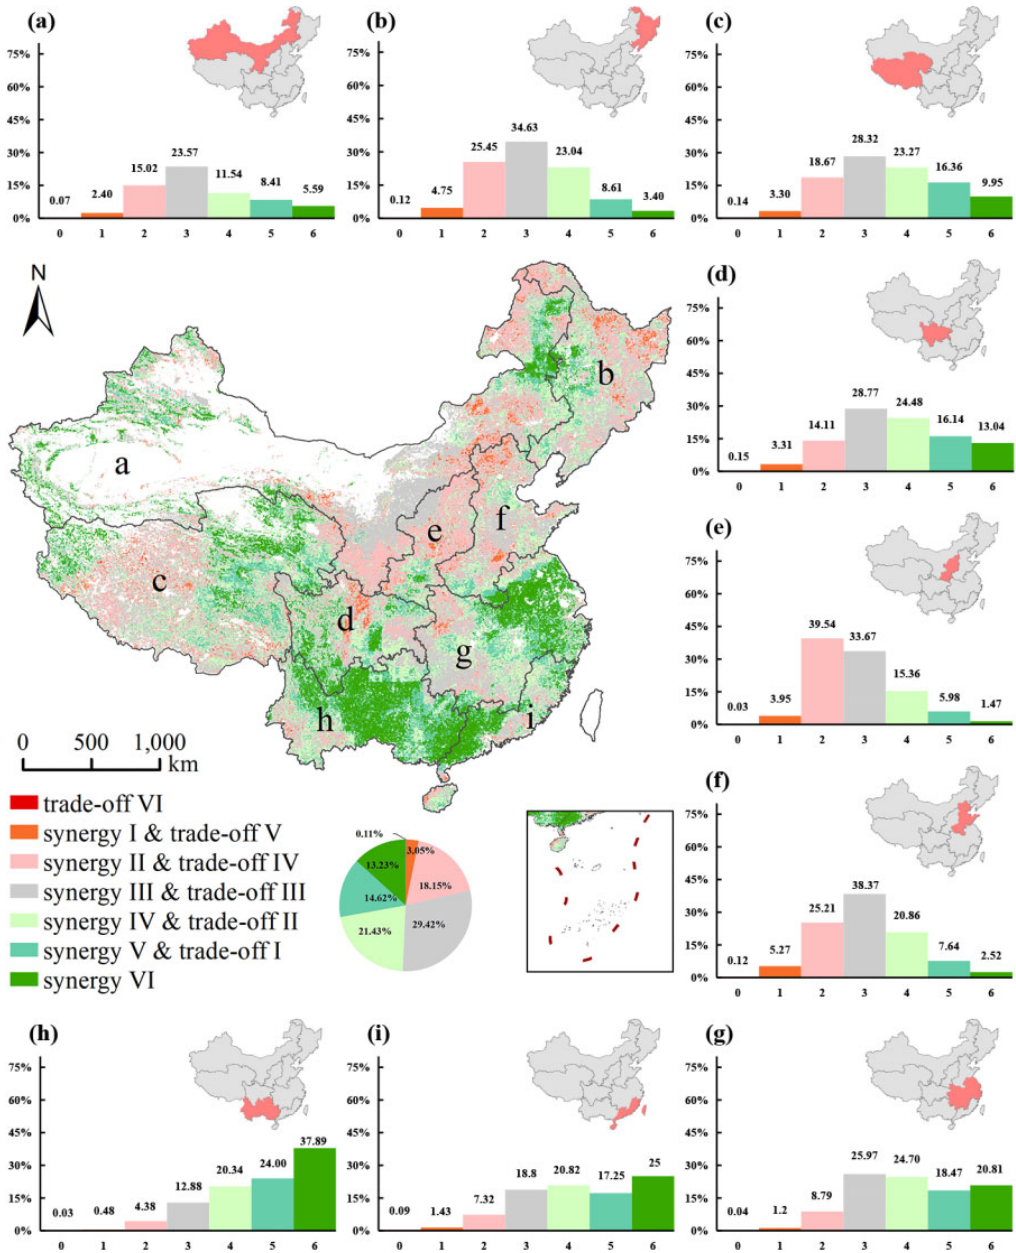 (a)
75%
60%
45%
30%
15%
0%
0.07 2.40 15.02 23.57 11.54 8.41 5.59
0 1 2 3 4 5 6
(b)
75%
60%
45%
30%
15%
0%
0.12 4.75 25.45 34.63 23.04 8.61 3.40
0 1 2 3 4 5 6
(c)
75%
60%
45%
30%
15%
0%
0.14 3.30 18.67 28.32 23.27 16.36 9.95
0 1 2 3 4 5 6
N
a
b
c
d
e
f
g
h
i
0 500 1,000
km
trade-off VI
synergy I & trade-off V
synergy II & trade-off IV
synergy III & trade-off III
synergy IV & trade-off II
synergy V & trade-off I
synergy VI
0.11%
3.05%
18.15%
29.42%
21.43%
14.62%
13.23%
(d)
75%
60%
45%
30%
15%
0%
0.15 3.31 14.11 28.77 24.48 16.14 13.04
0 1 2 3 4 5 6
(e)
75%
60%
45%
30%
15%
0%
0.03 3.95 39.54 33.67 15.36 5.98 1.47
0 1 2 3 4 5 6
(f)
75%
60%
45%
30%
15%
0%
0.12 5.27 25.21 38.37 20.86 7.64 2.52
0 1 2 3 4 5 6
(h)
75%
60%
45%
30%
15%
0%
0.03 0.48 4.38 12.88 20.34 24.00 37.89
0 1 2 3 4 5 6
(i)
75%
60%
45%
30%
15%
0%
0.09 1.43 7.32 18.8 20.82 17.25 25
0 1 2 3 4 5 6
(g)
75%
60%
45%
30%
15%
0%
0.04 1.2 8.79 25.97 24.70 18.47 20.81
0 1 2 3 4 5 6